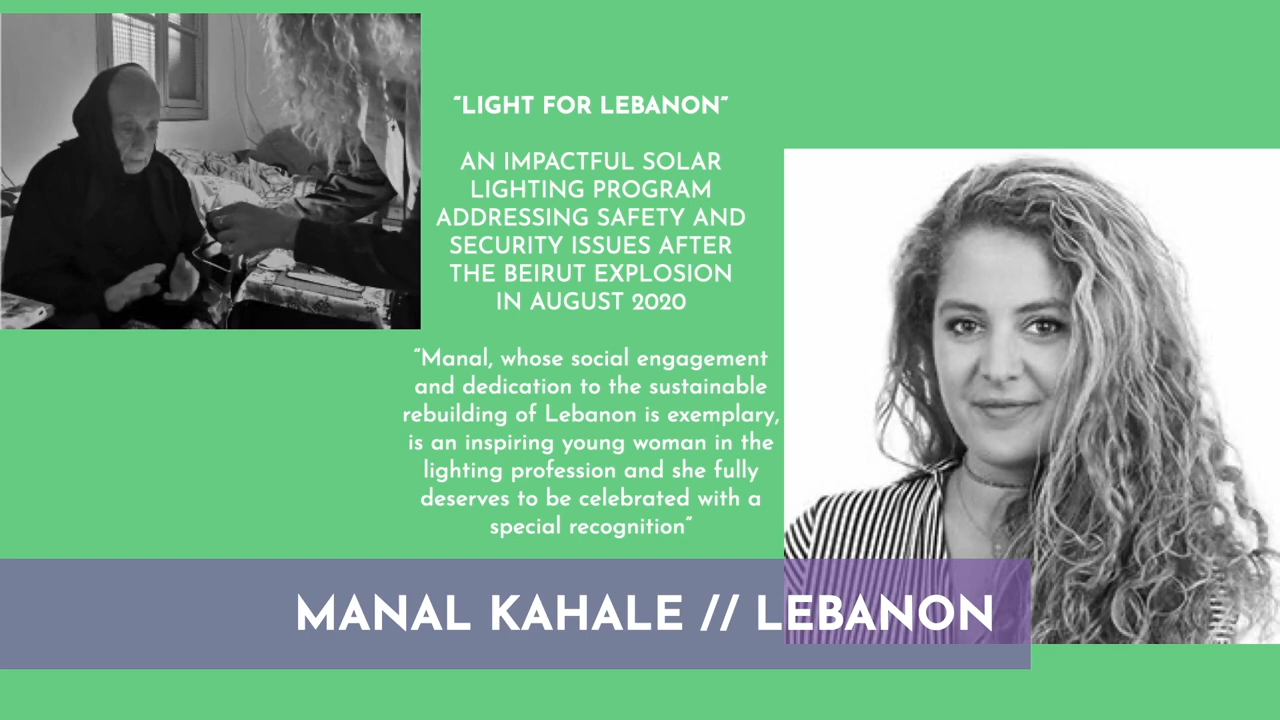 “LIGHT FOR LEBANON”
AN IMPACTFUL SOLAR
LIGHTING PROGRAM
ADDRESSING SAFETY AND
SECURITY ISSUES AFTER
THE BEIRUT EXPLOSION
IN AUGUST 2020
“Manal, whose social engagement
and dedication to the sustainable
rebuilding of Lebanon is exemplary,
is an inspiring young woman in the
lighting profession and she fully
deserves to be celebrated with a
special recognition”
MANAL KAHALE // LEBANON